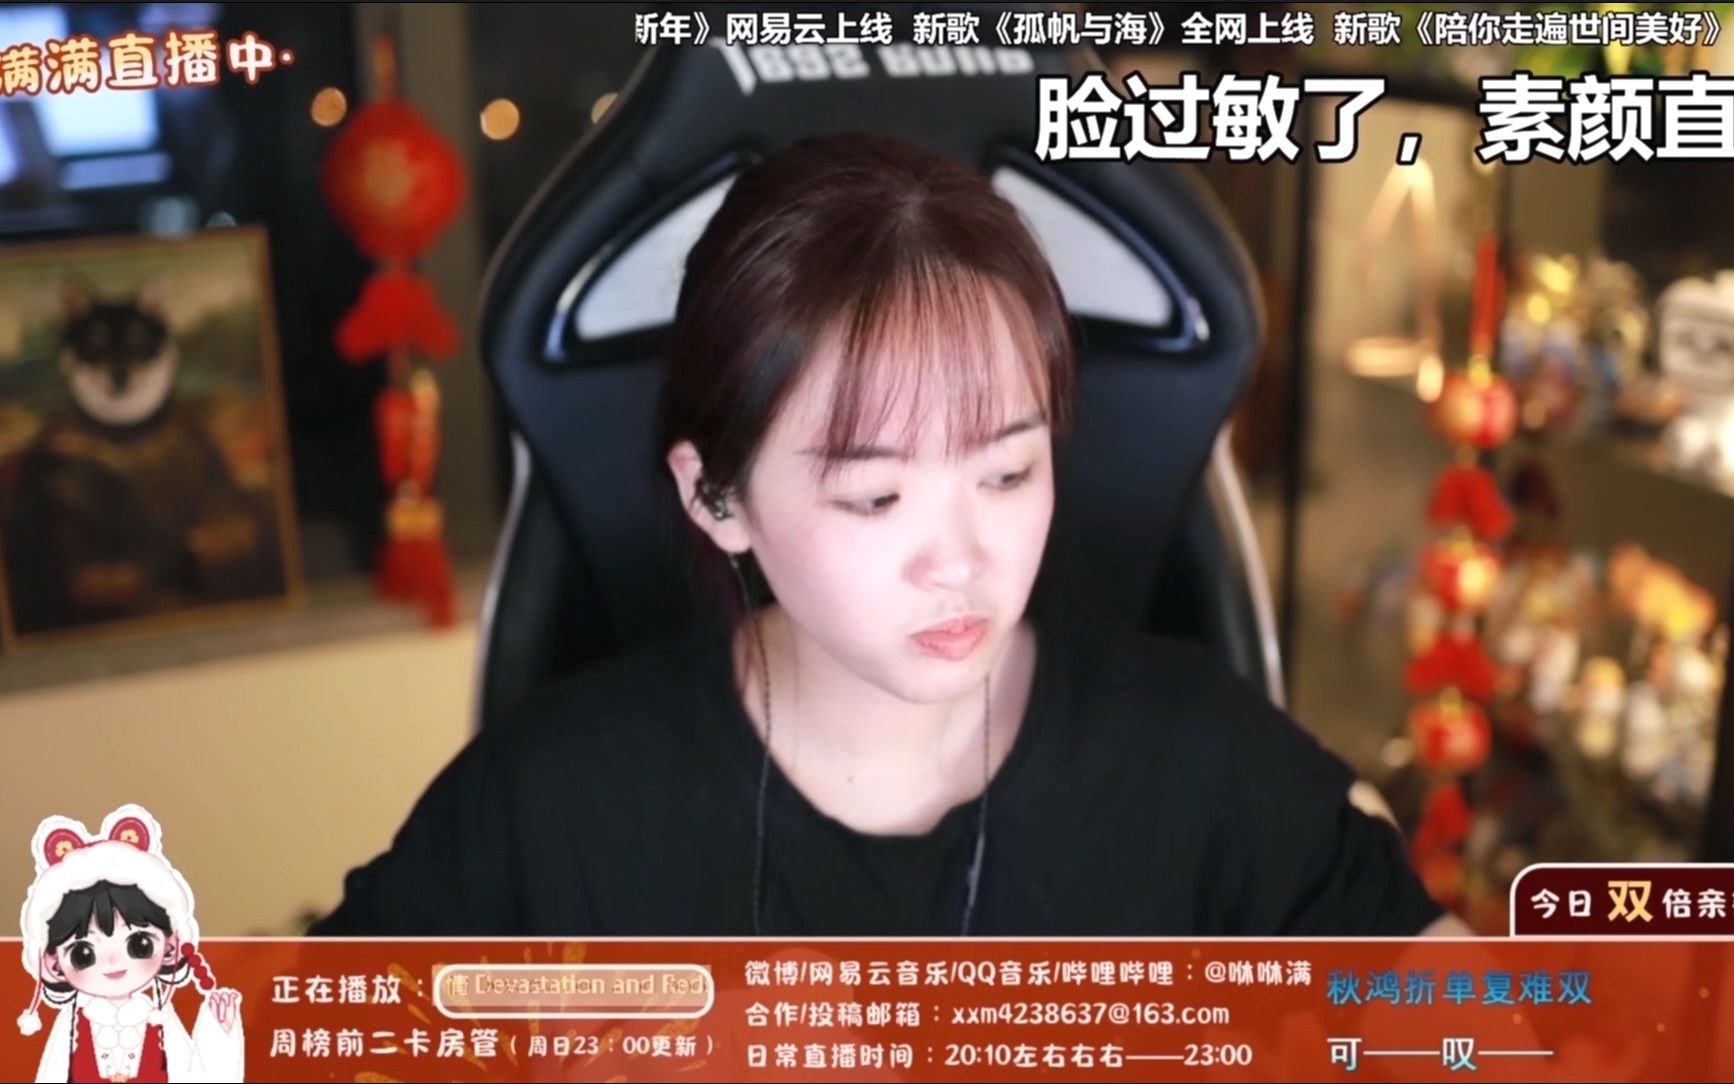 新年》网易云上线 新歌《孤帆与海》全网上线 新歌《陪你走遍世间美好》
满满直播中.
脸过敏了，素颜直
今日双倍亲
正在播放：
Devastation and
周榜前二卡房管（周日23：00更新）
微博/网易云音乐/QQ音乐/哔哩哔哩：@咻咻满
合作/投稿邮箱：xxm4238637@163.com
日常直播时间：20:10左右右右——23:00
秋鸿折单复难双
可——叹——